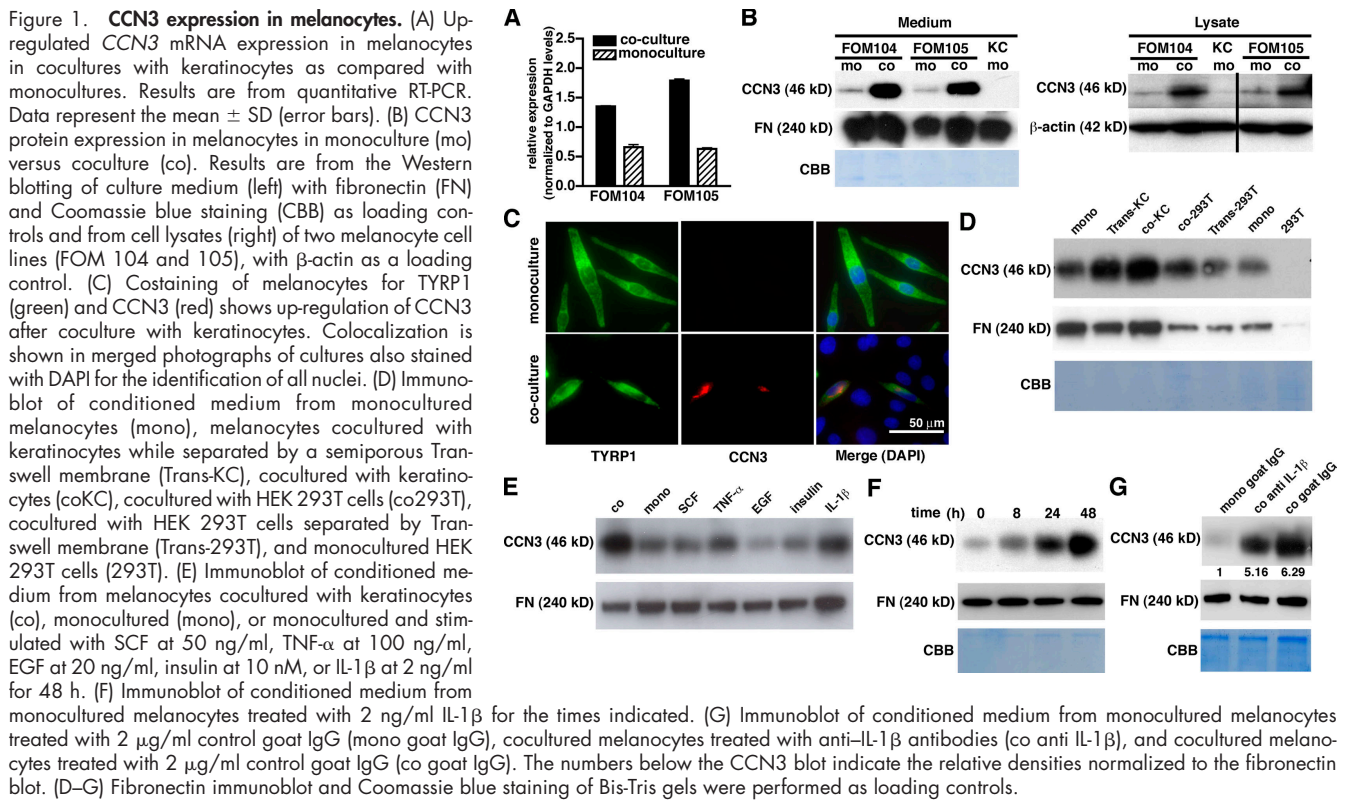 Figure 1. CCN3 expression in melanocytes. (A) Up-
regulated CCN3 mRNA expression in melanocytes
in cocultures with keratinocytes as compared with
monocultures. Results are from quantitative RT-PCR.
Data represent the mean ± SD (error bars). (B) CCN3
protein expression in melanocytes in monoculture (mo)
versus coculture (co). Results are from the Western
blotting of culture medium (left) with fibronectin (FN)
and Coomassie blue staining (CBB) as loading con-
trols and from cell lysates (right) of two melanocyte cell
lines (FOM 104 and 105), with β-actin as a loading
control. (C) Costaining of melanocytes for TYRP1
(green) and CCN3 (red) shows up-regulation of CCN3
after coculture with keratinocytes. Colocalization is
shown in merged photographs of cultures also stained
with DAPI for the identification of all nuclei. (D) Immuno-
blot of conditioned medium from monocultured
melanocytes (mono), melanocytes cocultured with
keratinocytes while separated by a semiporous Tran-
swell membrane (Trans-KC), cocultured with keratino-
cytes (coKC), cocultured with HEK 293T cells (co293T),
cocultured with HEK 293T cells separated by Tran-
swell membrane (Trans-293T), and monocultured HEK
293T cells (293T). (E) Immunoblot of conditioned me-
dium from melanocytes cocultured with keratinocytes
(co), monocultured (mono), or monocultured and stim-
ulated with SCF at 50 ng/ml, TNF-α at 100 ng/ml,
EGF at 20 ng/ml, insulin at 10 nM, or IL-1β at 2 ng/ml
for 48 h. (F) Immunoblot of conditioned medium from
monocultured melanocytes treated with 2 ng/ml IL-1β for the times indicated. (G) Immunoblot of conditioned medium from monocultured melanocytes
treated with 2 μg/ml control goat IgG (mono goat IgG), cocultured melanocytes treated with anti–IL-1β antibodies (co anti IL-1β), and cocultured melano-
cytes treated with 2 μg/ml control goat IgG (co goat IgG). The numbers below the CCN3 blot indicate the relative densities normalized to the fibronectin
blot. (D–G) Fibronectin immunoblot and Coomassie blue staining of Bis-Tris gels were performed as loading controls.
A
relative expression
(normalized to GAPDH levels)
2.5
2.0
1.5
1.0
0.5
0.0
co-culture
monoculture
FOM104 FOM105
B
Medium
FOM104 FOM105 KC
mo co mo co mo
CCN3 (46 kD)
FN (240 kD)
CBB
Lysate
FOM104 KC FOM105
mo co mo mo co
CCN3 (46 kD)
β-actin (42 kD)
C
monoculture
co-culture
50 μm
TYRP1 CCN3 Merge (DAPI)
D
mono Trans-KC co-KC co-293T Trans-293T mono 293T
CCN3 (46 kD)
FN (240 kD)
CBB
E
co mono SCF TNF-α EGF insulin IL-1β
CCN3 (46 kD)
FN (240 kD)
F
time (h) 0 8 24 48
CCN3 (46 kD)
FN (240 kD)
CBB
G
mono goat IgG co anti IL-1β co goat IgG
CCN3 (46 kD)
1 5.16 6.29
FN (240 kD)
CBB